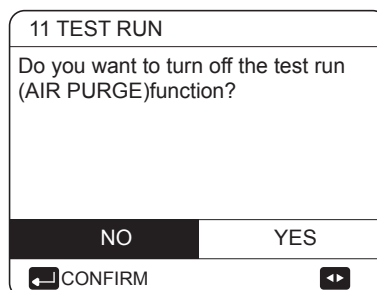 11 TEST RUN
Do you want to turn off the test run
(AIR PURGE)function?
NO YES
CONFIRM